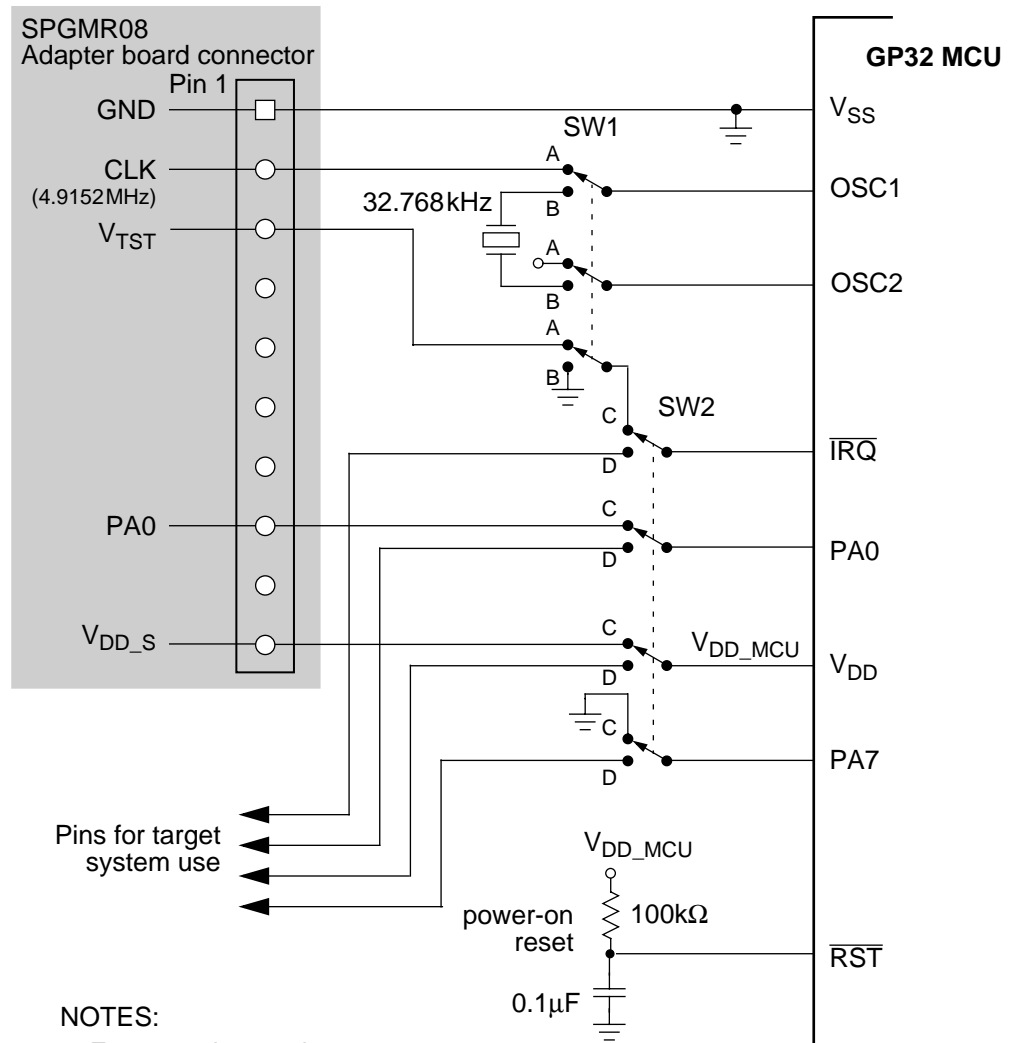 SPGMR08
Adapter board connector
Pin 1
GP32 MCU
GND
VSS
SW1
CLK
(4.9152MHz)
A
OSC1
32.768kHz
B
VTST
A
OSC2
B
A
B
SW2
C
IRQ
D
PA0
C
PA0
D
VDD_S
C
VDD_MCU
VDD
D
C
PA7
D
Pins for target
system use
VDD_MCU
100kΩ
power-on
reset
RST
0.1μF
NOTES: